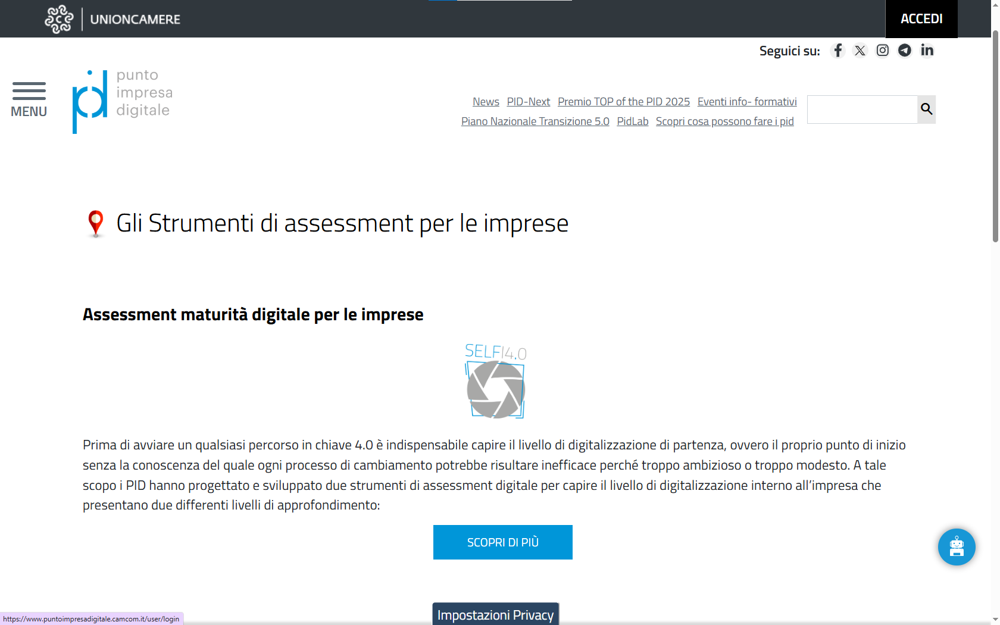 UNIONCAMERE
ACCEDI
Seguici su:
MENU
punto
impresa
digitale
News PID-Next Premio TOP of the PID 2025 Eventi info- formativi
Piano Nazionale Transizione 5.0 PidLab Scopri cosa possono fare i pid
Gli Strumenti di assessment per le imprese
Assessment maturità digitale per le imprese
SELFI4.0
Prima di avviare un qualsiasi percorso in chiave 4.0 è indispensabile capire il livello di digitalizzazione di partenza, ovvero il proprio punto di inizio
senza la conoscenza del quale ogni processo di cambiamento potrebbe risultare inefficace perché troppo ambizioso o troppo modesto. A tale
scopo i PID hanno progettato e sviluppato due strumenti di assessment digitale per capire il livello di digitalizzazione interno all’impresa che
presentano due differenti livelli di approfondimento:
SCOPRI DI PIÙ
Impostazioni Privacy
https://www.puntoimpresadigitale.camcom.it/user/login